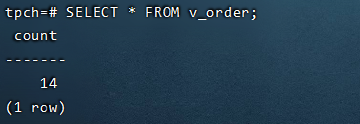 tpch=# SELECT * FROM v_order;
count
-------
14
(1 row)